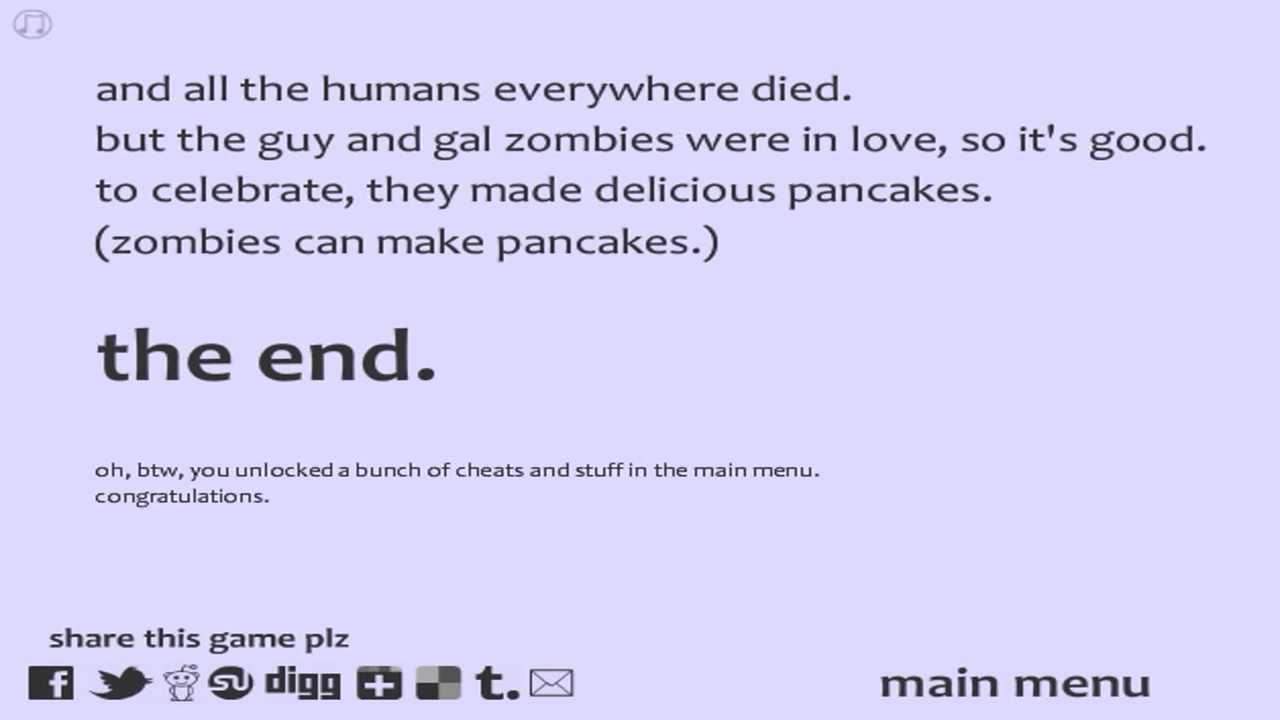 and all the humans everywhere died.
but the guy and gal zombies were in love, so it's good.
to celebrate, they made delicious pancakes.
(zombies can make pancakes.)
the end.
oh, btw, you unlocked a bunch of cheats and stuff in the main menu.
congratulations.
share this game plz
f su digg t.
main menu